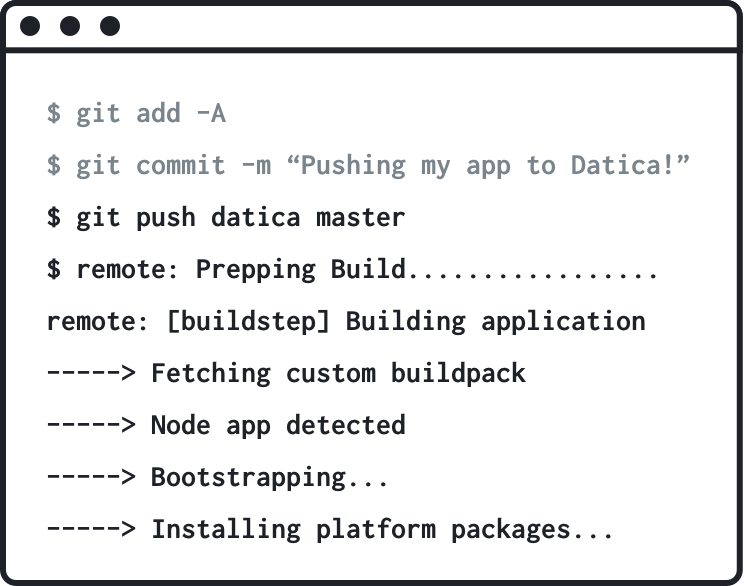 $ git add -A
$ git commit -m “Pushing my app to Datica!”
$ git push datica master
$ remote: Prepping Build.................
remote: [buildstep] Building application
-----> Fetching custom buildpack
-----> Node app detected
-----> Bootstrapping...
-----> Installing platform packages...